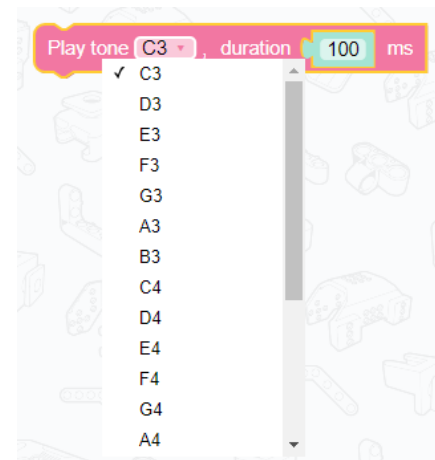 Play tone C3 , duration 100 ms
✓ C3
D3
E3
F3
G3
A3
B3
C4
D4
E4
F4
G4
A4